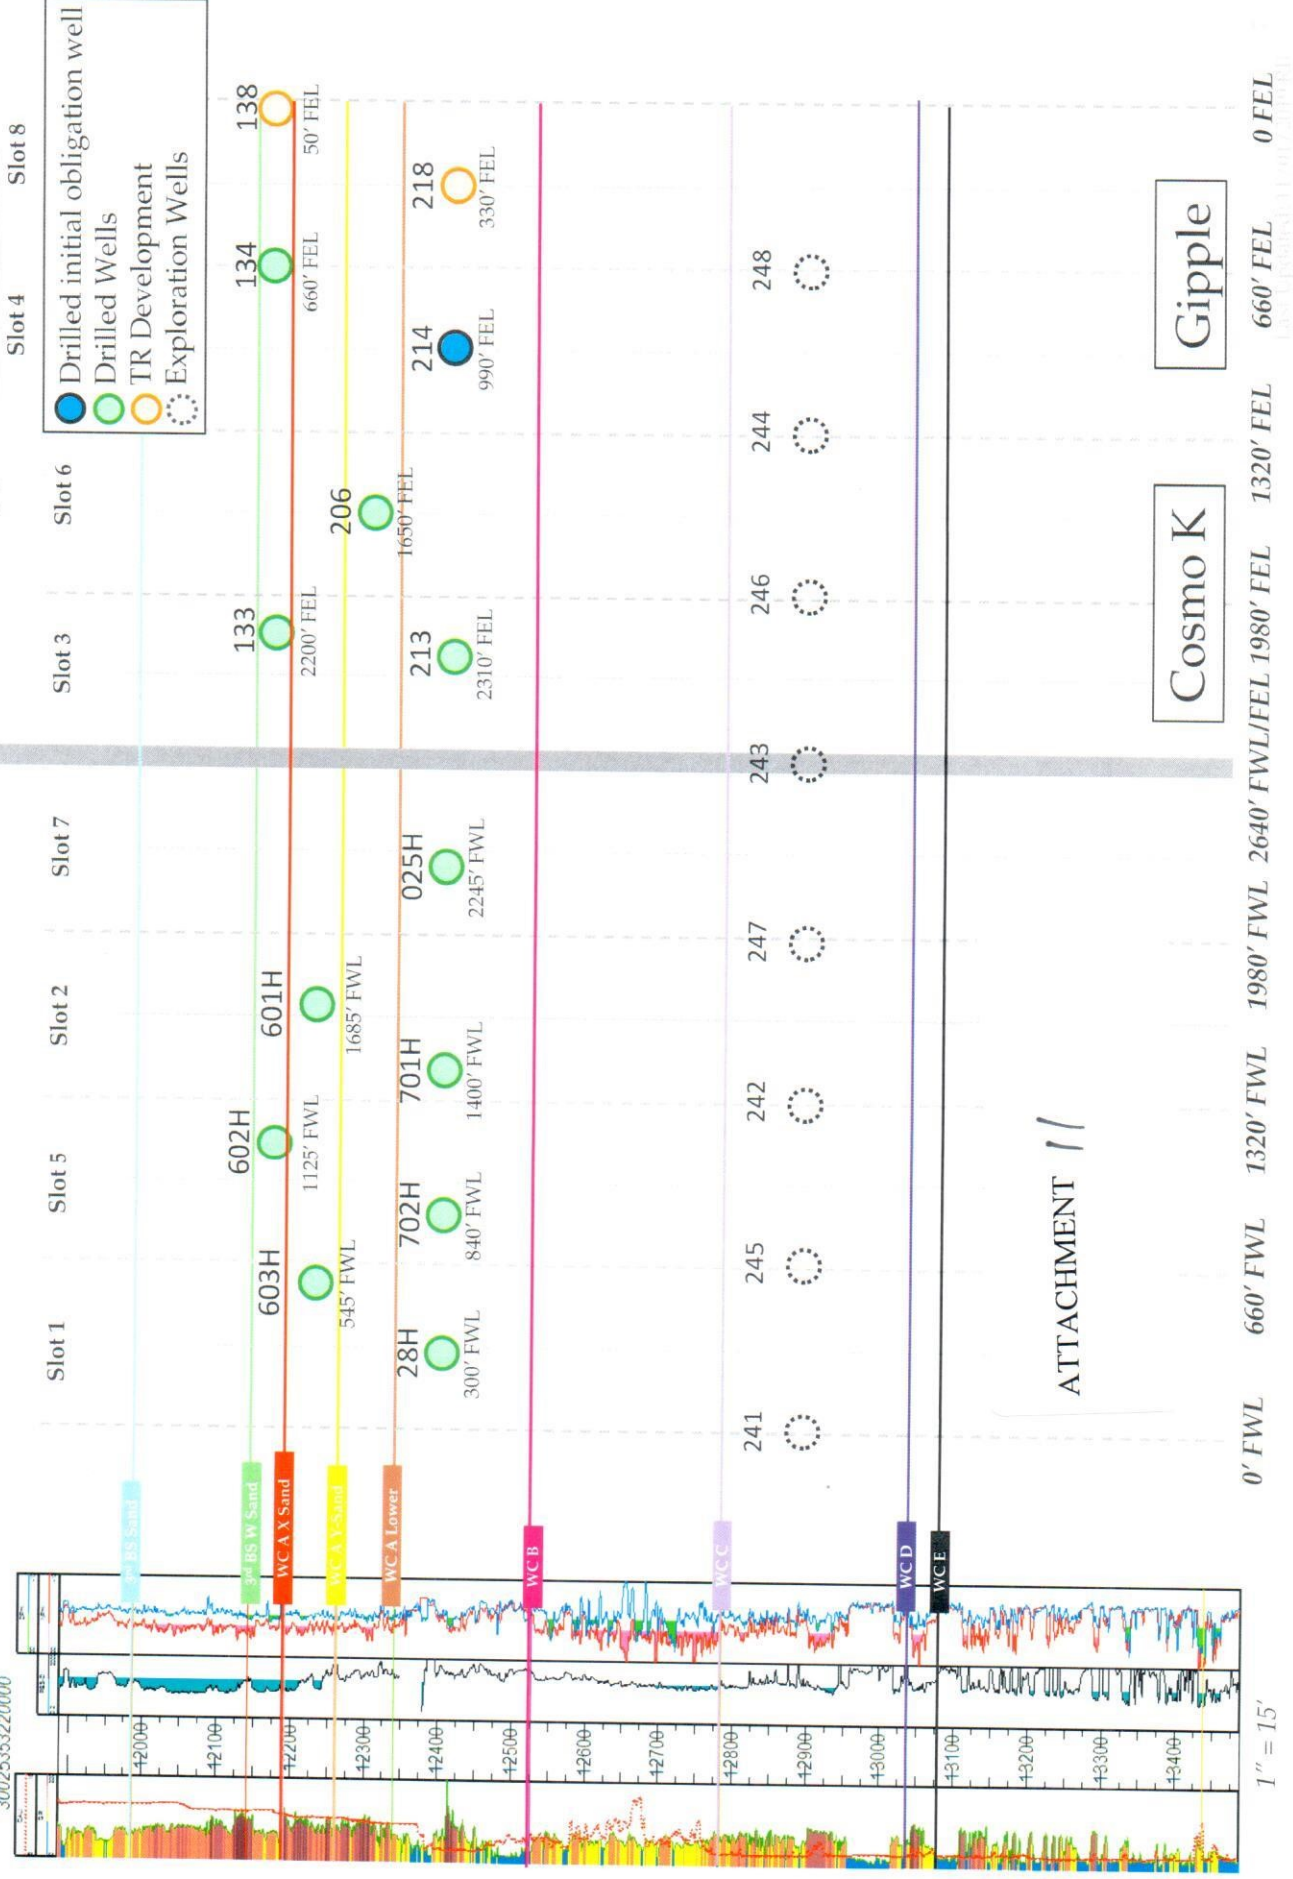 Slot 1
Slot 5
Slot 2
Slot 7
Slot 3
Slot 6
Slot 4
Slot 8
Drilled initial obligation well
Drilled Wells
TR Development
Exploration Wells
3rd BS Sand
3rd BS W Sand
WC A X Sand
WC A Y-Sand
WC A Lower
WC B
WC C
WC D
WC E
602H
1125' FWL
133
2200' FEL
134
660' FEL
138
50' FEL
603H
545' FWL
601H
1685' FWL
206
1650' FEL
28H
300' FWL
702H
840' FWL
701H
1400' FWL
025H
2245' FWL
213
2310' FEL
214
990' FEL
218
330' FEL
241
245
242
247
243
246
244
248
Cosmo K
Gipple
ATTACHMENT 11
0' FWL
660' FWL
1320' FWL
1980' FWL
2640' FWL/FEL
1980' FEL
1320' FEL
660' FEL
0 FEL
30025353220000
12000
12100
12200
12300
12400
12500
12600
12700
12800
12900
13000
13100
13200
13300
13400
1" = 15'